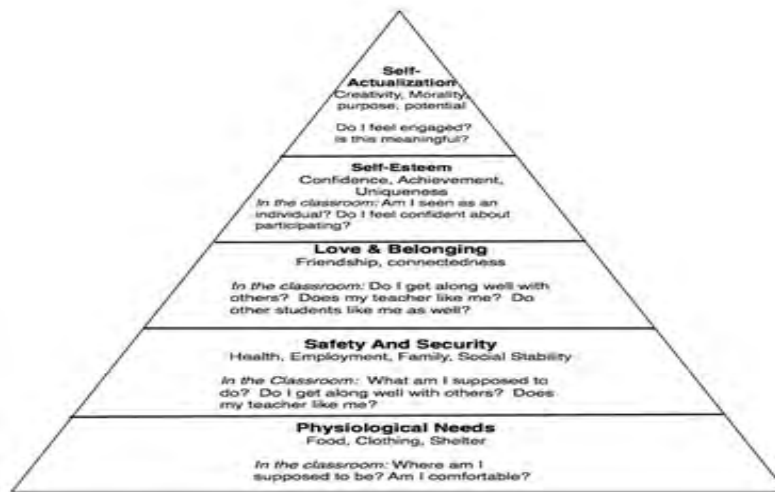 Self-
Actualization
Creativity, Morality,
purpose, potential
Do I feel engaged?
Is this meaningful?
Self-Esteem
Confidence, Achievement,
Uniqueness
In the classroom: Am I seen as an
individual? Do I feel confident about
participating?
Love & Belonging
Friendship, connectedness
In the classroom: Do I get along well with
others? Does my teacher like me? Do
other students like me as well?
Safety And Security
Health, Employment, Family, Social Stability
In the Classroom: What am I supposed to
do? Do I get along well with others? Does
my teacher like me?
Physiological Needs
Food, Clothing, Shelter
In the classroom: Where am I
supposed to be? Am I comfortable?